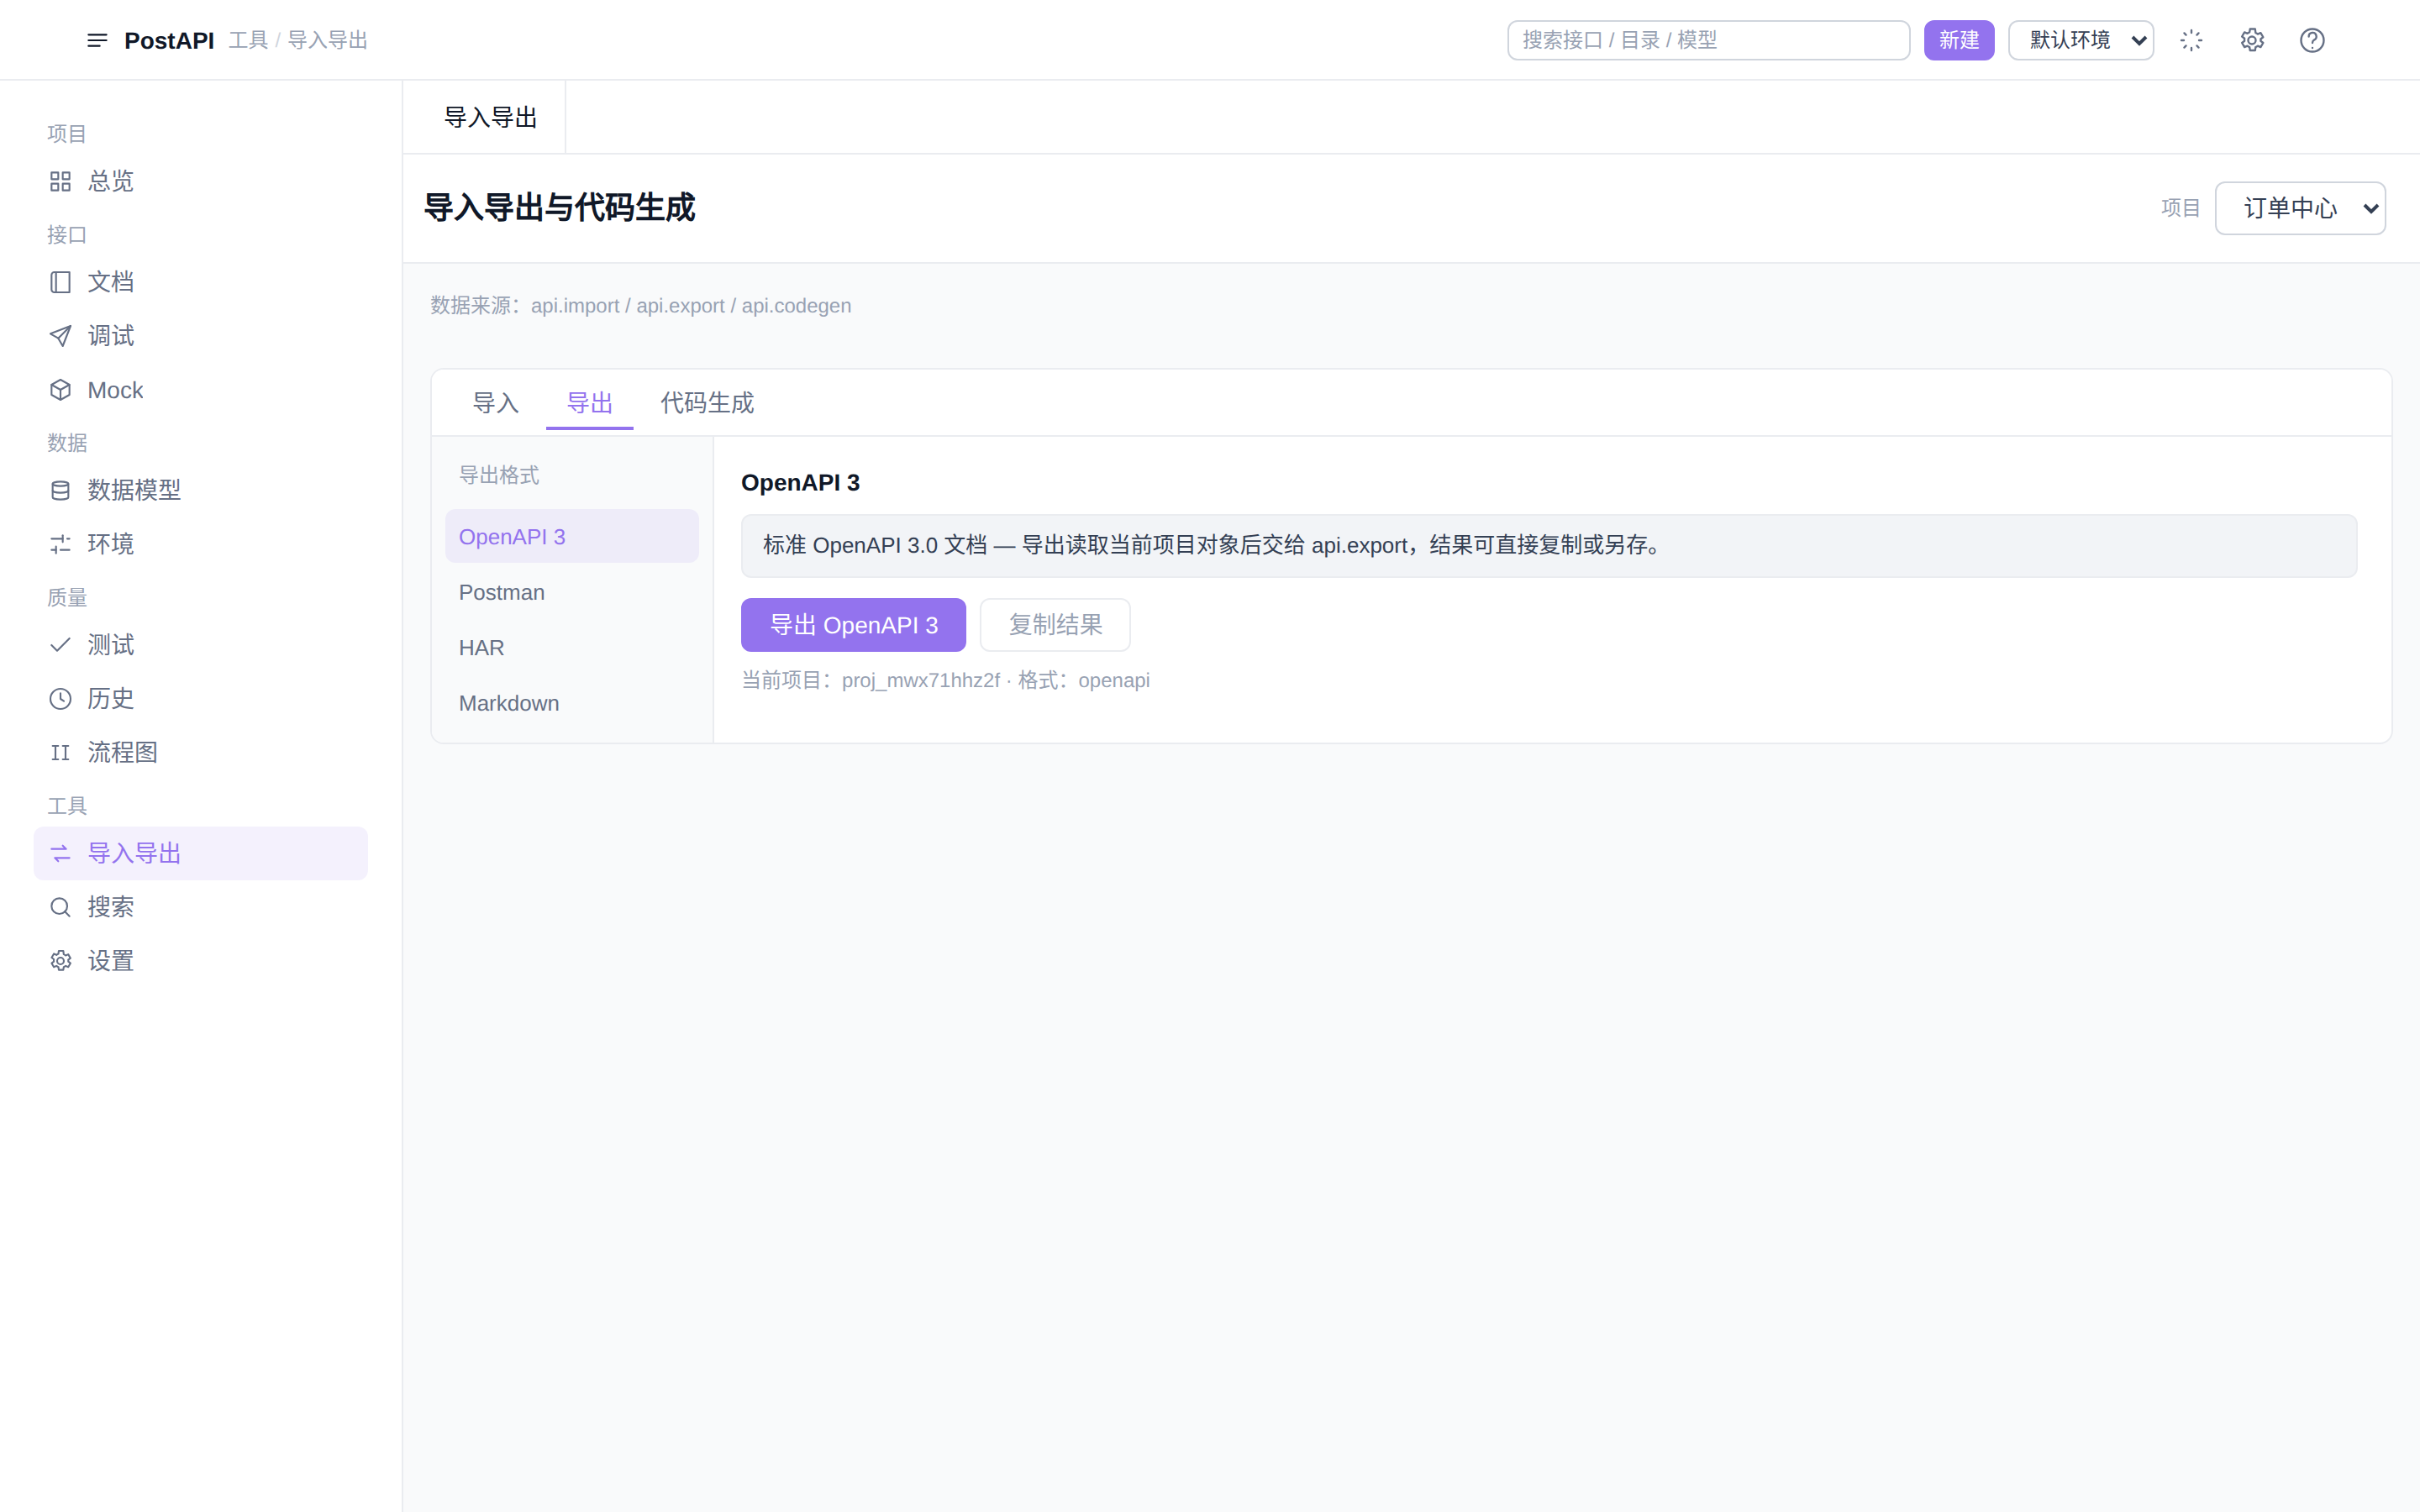 PostAPI 工具 / 导入导出
搜索接口 / 目录 / 模型
新建
默认环境
项目
总览
接口
文档
调试
Mock
数据
数据模型
环境
质量
测试
历史
流程图
工具
导入导出
搜索
设置
导入导出
导入导出与代码生成
项目
订单中心
数据来源：api.import / api.export / api.codegen
导入
导出
代码生成
导出格式
OpenAPI 3
Postman
HAR
Markdown
OpenAPI 3
标准 OpenAPI 3.0 文档 — 导出读取当前项目对象后交给 api.export，结果可直接复制或另存。
导出 OpenAPI 3
复制结果
当前项目：proj_mwx71hhz2f · 格式：openapi